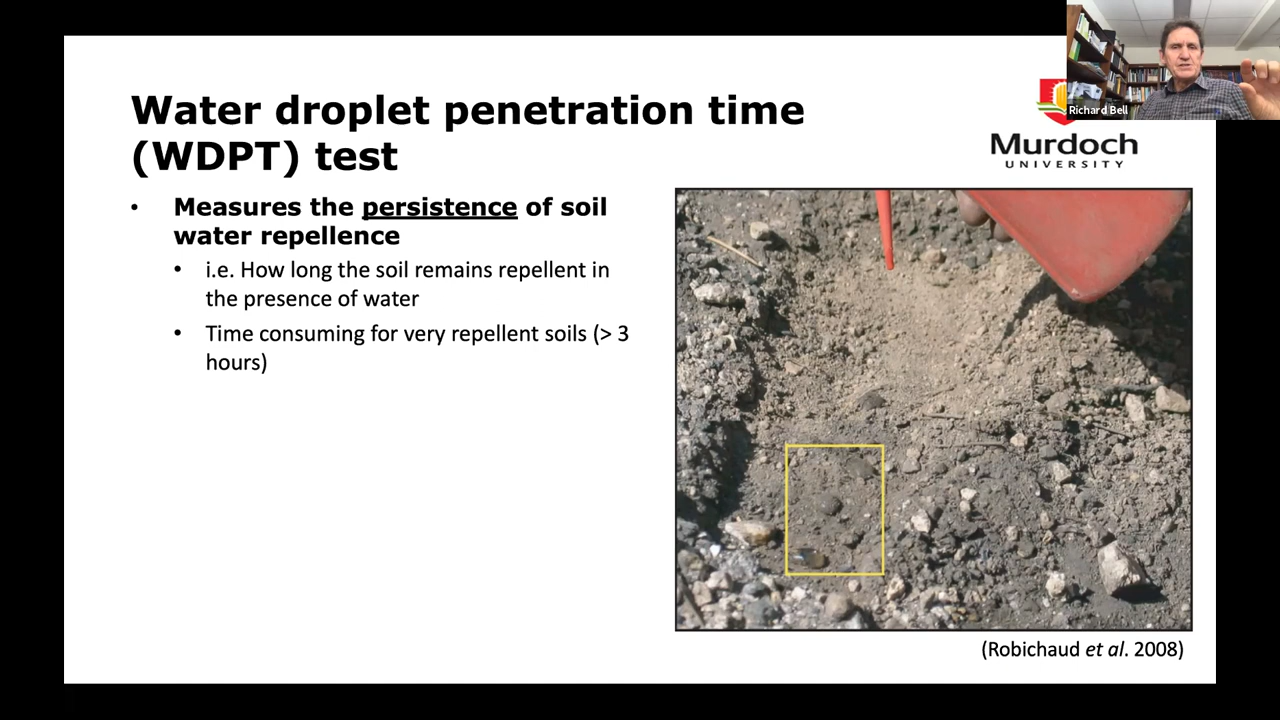 Water droplet penetration time
(WDPT) test
Richard Bell
Murdoch
UNIVERSITY
• Measures the persistence of soil
water repellence
• i.e. How long the soil remains repellent in
the presence of water
• Time consuming for very repellent soils (> 3
hours)
(Robichaud et al. 2008)